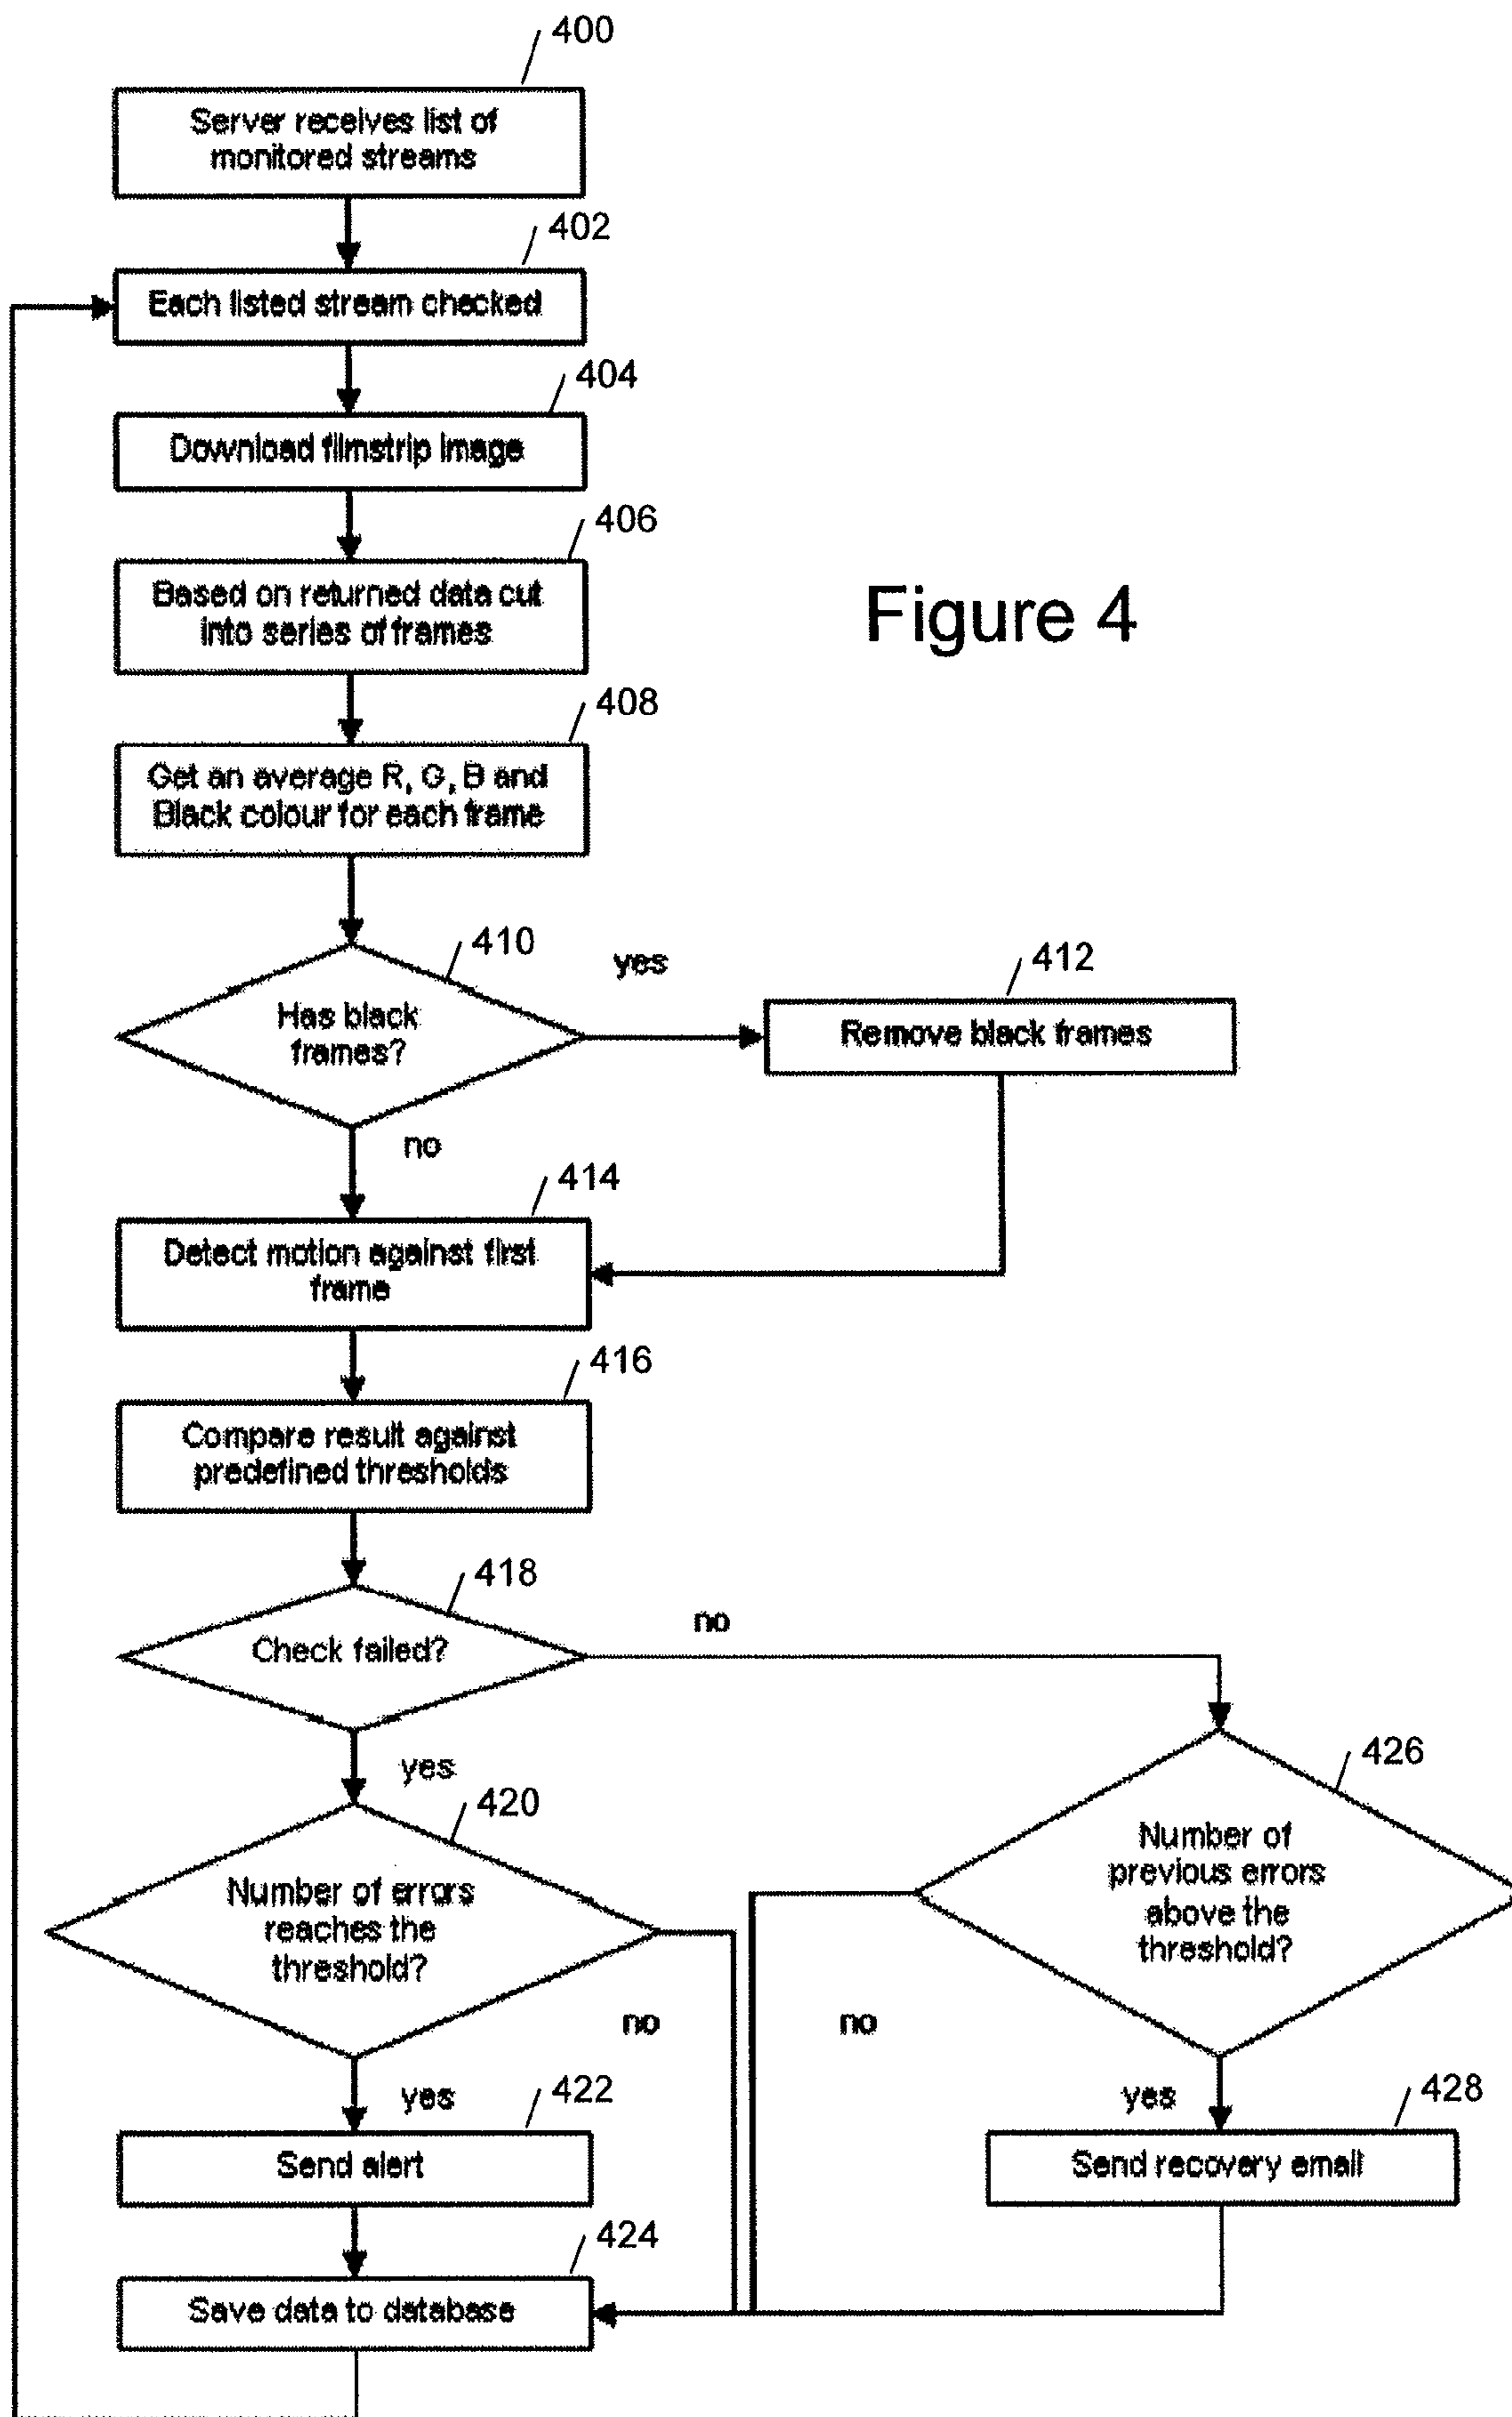 400
Server receives list of
monitored streams
402
Each listed stream checked
404
Download filmstrip image
406
Based on returned data cut
into series of frames
Figure 4
408
Get an average R, G, B and
Black colour for each frame
410
Has black
frames?
yes
412
Remove black frames
no
414
Detect motion against first
frame
416
Compare result against
predefined thresholds
418
Check failed?
no
yes
420
Number of errors
reaches the
threshold?
426
Number of
previous errors
above the
threshold?
no
no
yes
422
Send alert
yes
428
Send recovery email
424
Save data to database